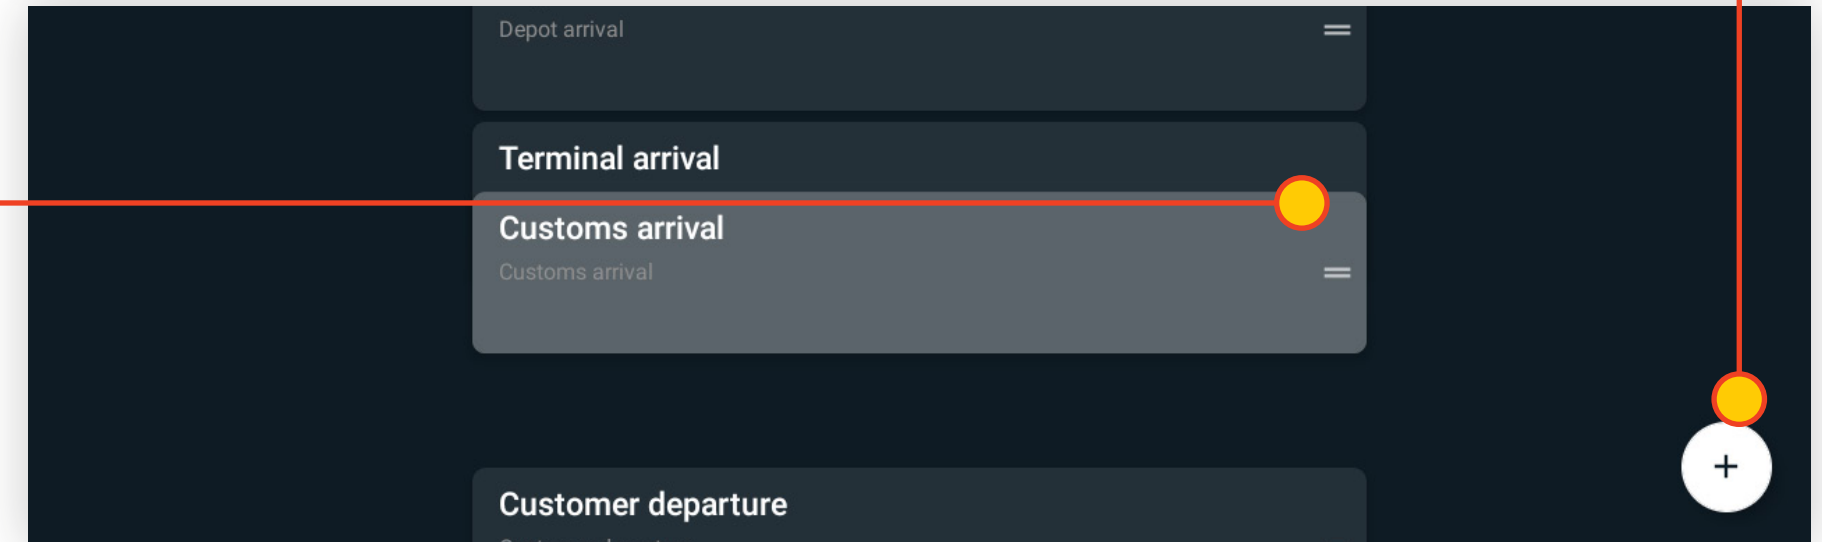 Depot arrival
Terminal arrival
Customs arrival
Customs arrival
+
Customer departure